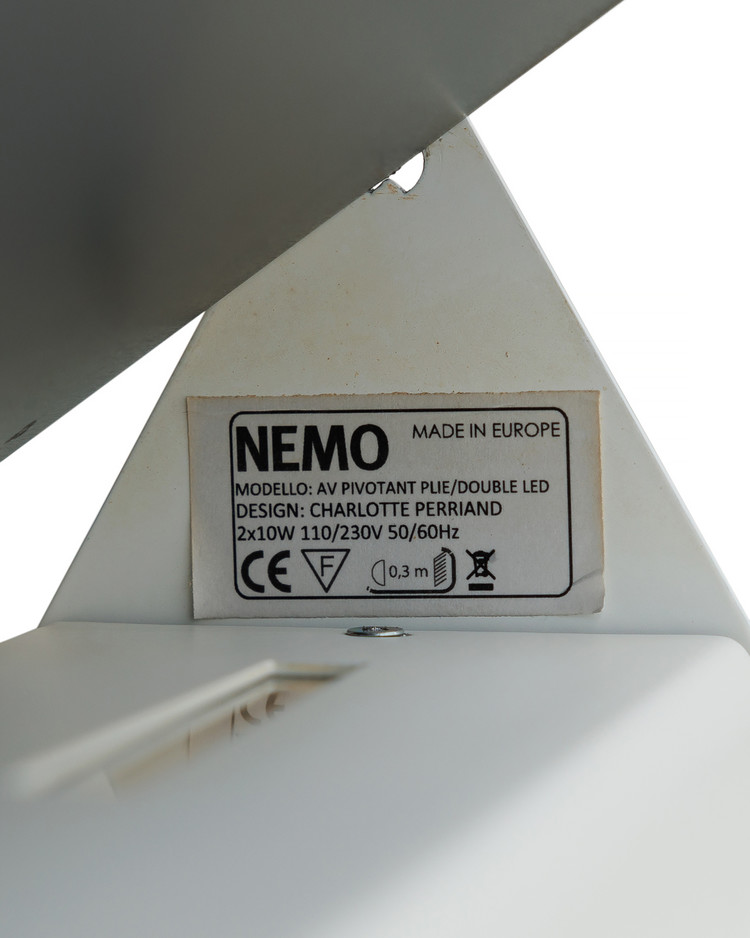 NEMO MADE IN EUROPE
MODELLO: AV PIVOTANT PLIE/DOUBLE LED
DESIGN: CHARLOTTE PERRIAND
2x10W 110/230V 50/60Hz
CE F 0,3 m
CE